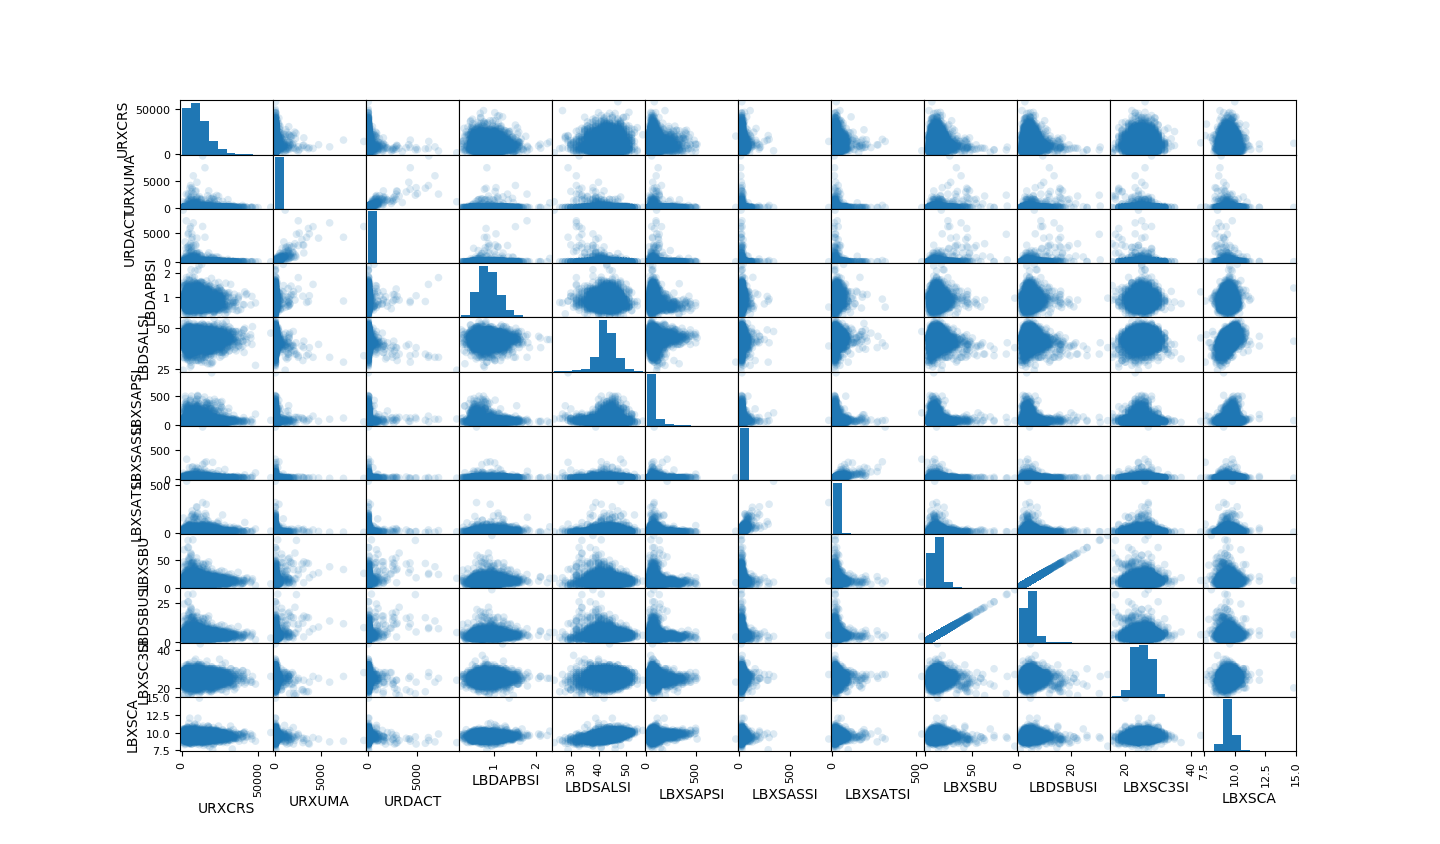 URXCRS
50000
0
URXUMA
5000
0
URDACT
5000
0
LBDAPBSI
2
1
LBDSALSI
50
25
LBXSAPSI
500
0
LBXSASSI
500
0
LBXSATSI
500
0
LBXSBU
50
0
LBDSBUSI
25
0
LBXSC3SI
40
20
LBXSCA
15.0
12.5
10.0
7.5
0 50000 0 50000 0 50000 1 2 30 40 50 0 500 0 500 0 500 0 50 0 20 20 40 7.5 10.0 12.5 15.0
URXCRS URXUMA URDACT LBDAPBSI LBDSALSI LBXSAPSI LBXSASSI LBXSATSI LBXSBU LBDSBUSI LBXSC3SI LBXSCA